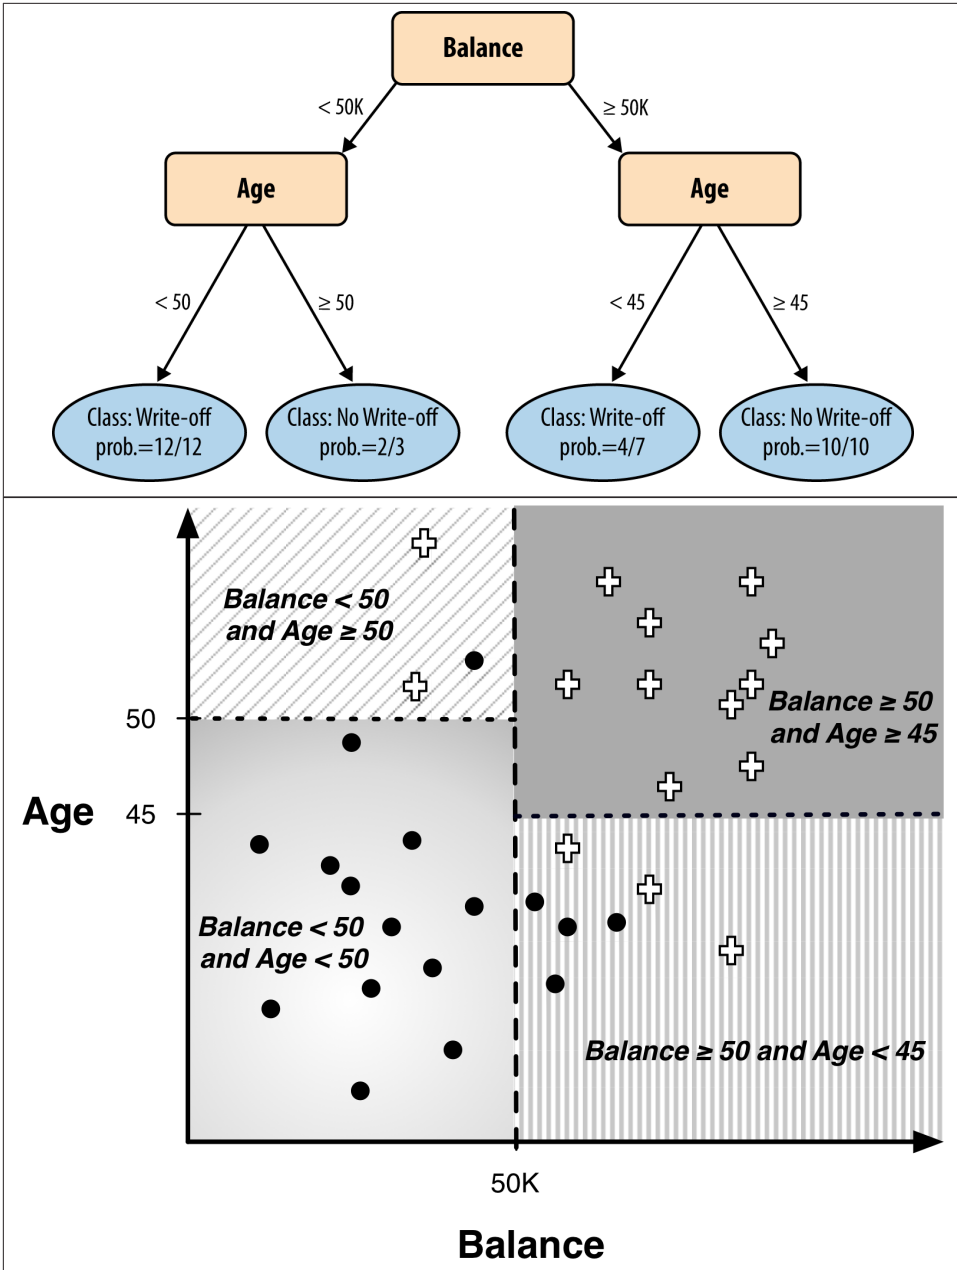 Balance
< 50K
≥ 50K
Age
Age
< 50
≥ 50
< 45
≥ 45
Class: Write-off
prob.=12/12
Class: No Write-off
prob.=2/3
Class: Write-off
prob.=4/7
Class: No Write-off
prob.=10/10
Balance < 50
and Age ≥ 50
Balance ≥ 50
and Age ≥ 45
50
Age
45
Balance < 50
and Age < 50
Balance ≥ 50 and Age < 45
50K
Balance